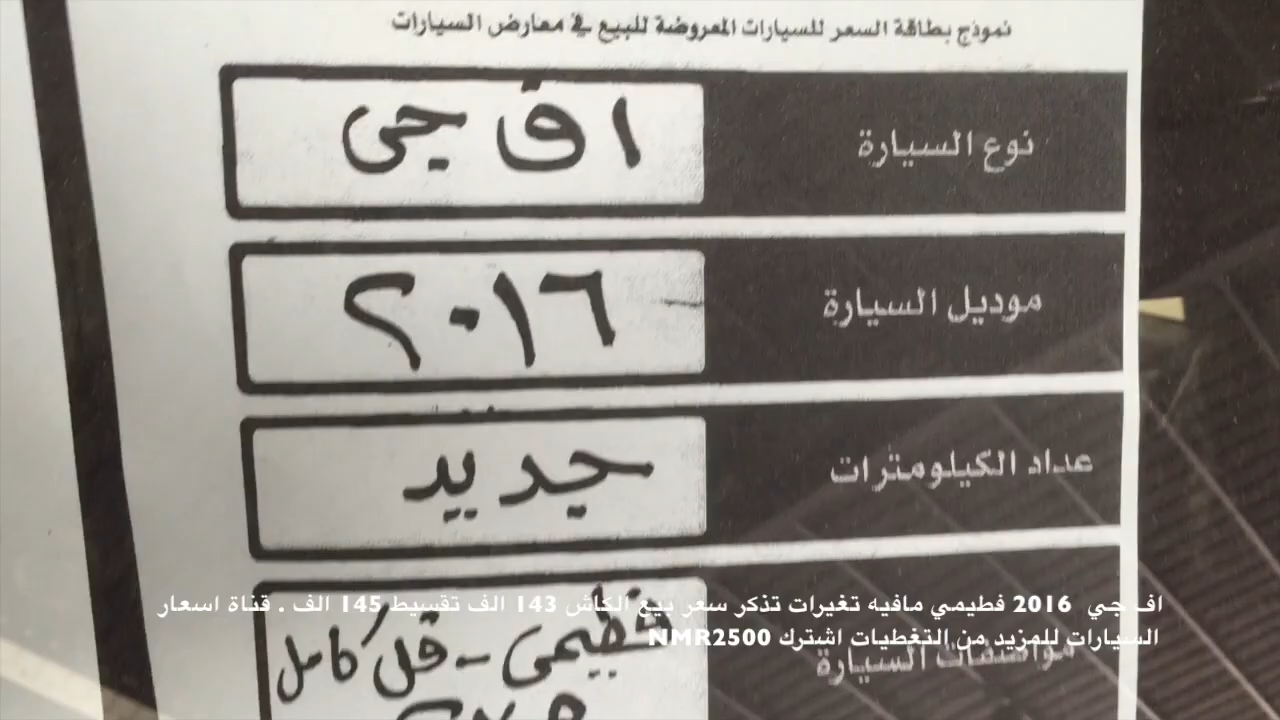 نموذج بطاقة السعر للسيارات المعروضة للبيع في معارض السيارات
نوع السيارة
اف جى
موديل السيارة
٢٠١٦
عداد الكيلومترات
جديد
مواصفات السيارة
فطيمى - فل كامل
اف جي 2016 فطيمي مافيه تغيرات تذكر سعر بيع الكاش 143 الف تقسيط 145 الف . قناة اسعار
السيارات للمزيد من التغطيات اشترك NMR2500